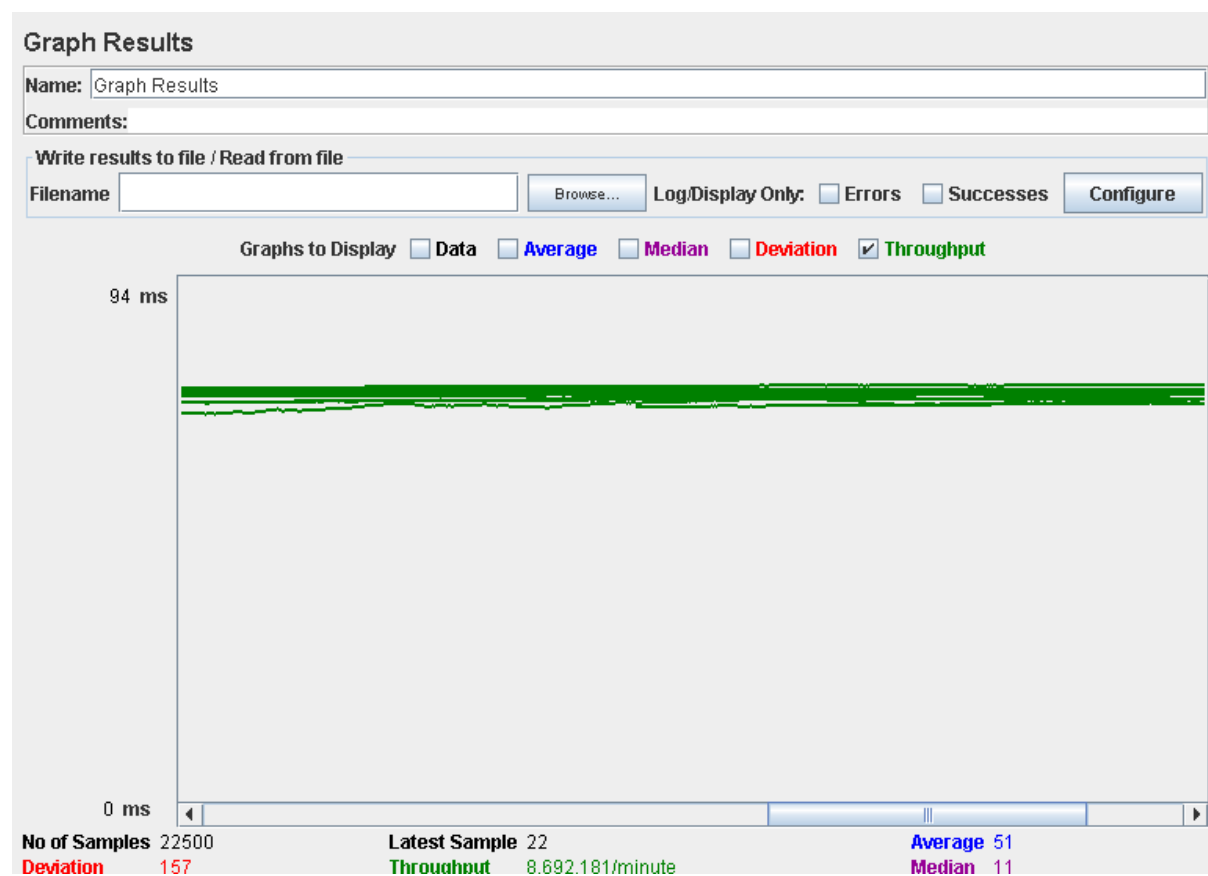 Graph Results
Name: Graph Results
Comments:
Write results to file / Read from file
Filename Browse... Log/Display Only: Errors Successes Configure
Graphs to Display Data Average Median Deviation Throughput
94 ms
0 ms
No of Samples 22500 Latest Sample 22 Average 51
Deviation 157 Throughput 8,692.181/minute Median 11